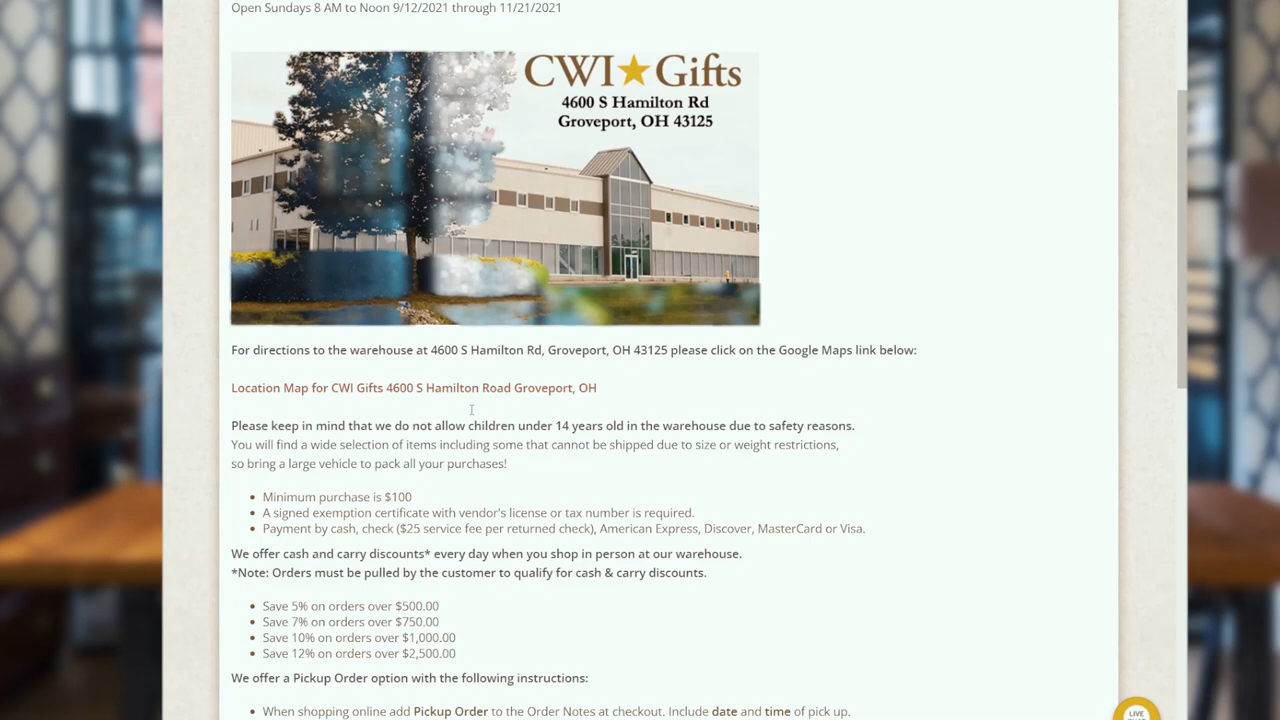 Open Sundays 8 AM to Noon 9/12/2021 through 11/21/2021
CWI★Gifts
4600 S Hamilton Rd
Groveport, OH 43125
For directions to the warehouse at 4600 S Hamilton Rd, Groveport, OH 43125 please click on the Google Maps link below:
Location Map for CWI Gifts 4600 S Hamilton Road Groveport, OH
Please keep in mind that we do not allow children under 14 years old in the warehouse due to safety reasons.
You will find a wide selection of items including some that cannot be shipped due to size or weight restrictions,
so bring a large vehicle to pack all your purchases!
• Minimum purchase is $100
• A signed exemption certificate with vendor's license or tax number is required.
• Payment by cash, check ($25 service fee per returned check), American Express, Discover, MasterCard or Visa.
We offer cash and carry discounts* every day when you shop in person at our warehouse.
*Note: Orders must be pulled by the customer to qualify for cash & carry discounts.
• Save 5% on orders over $500.00
• Save 7% on orders over $750.00
• Save 10% on orders over $1,000.00
• Save 12% on orders over $2,500.00
We offer a Pickup Order option with the following instructions:
• When shopping online add Pickup Order to the Order Notes at checkout. Include date and time of pick up.
LIVE